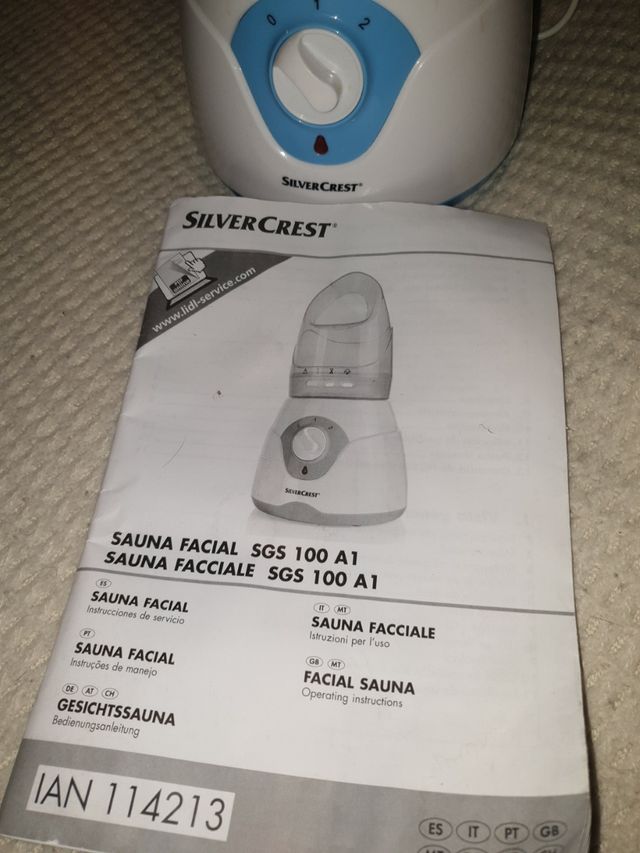 0 1 2
SILVERCREST®
SILVERCREST®
www.lidl-service.com
SILVERCREST®
SAUNA FACIAL SGS 100 A1
SAUNA FACCIALE SGS 100 A1
ES
SAUNA FACIAL
Instrucciones de servicio
PT
SAUNA FACIAL
Instruções de manejo
DE AT CH
GESICHTSSAUNA
Bedienungsanleitung
IT MT
SAUNA FACCIALE
Istruzioni per l'uso
GB MT
FACIAL SAUNA
Operating instructions
IAN 114213
ES IT PT GB